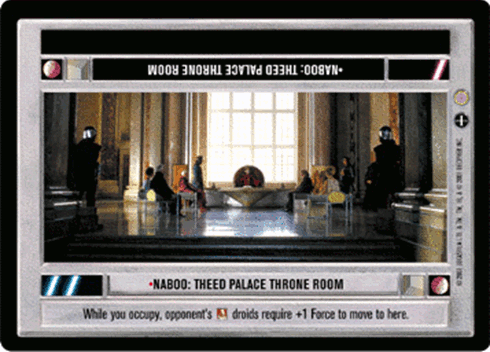 •NABOO: THEED PALACE THRONE ROOM
•NABOO: THEED PALACE THRONE ROOM
While you occupy, opponent's droids require +1 Force to move to here.